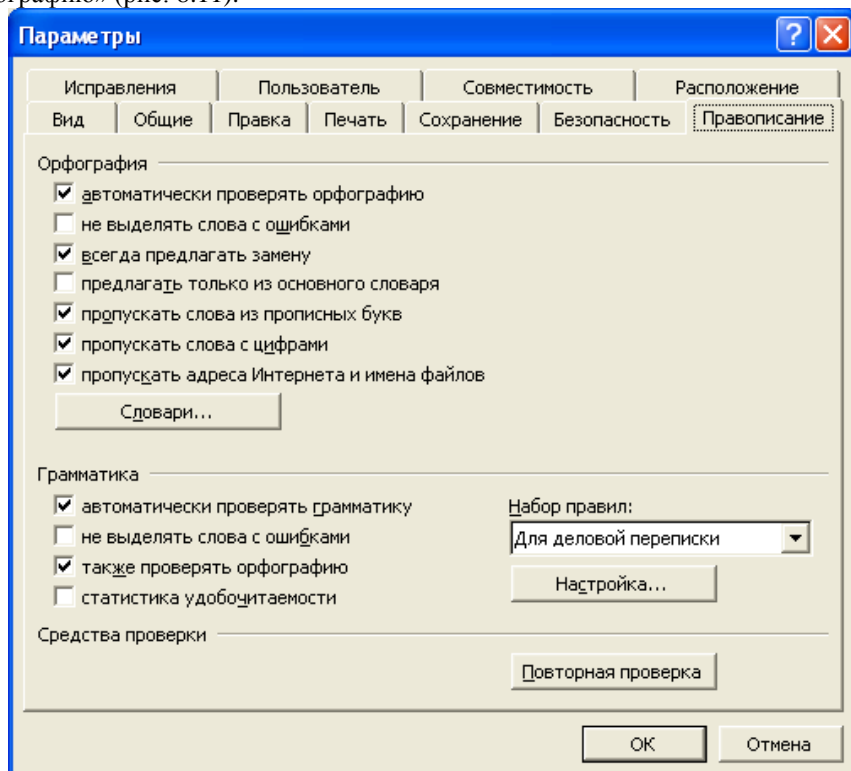 (рис. 8.11).
Параметры
Исправления Пользователь Совместимость Расположение
Вид Общие Правка Печать Сохранение Безопасность Правописание
Орфография
автоматически проверять орфографию
не выделять слова с ошибками
всегда предлагать замену
предлагать только из основного словаря
пропускать слова из прописных букв
пропускать слова с цифрами
пропускать адреса Интернета и имена файлов
Словари...
Грамматика
автоматически проверять грамматику Набор правил:
не выделять слова с ошибками Для деловой переписки
также проверять орфографию
статистика удобочитаемости Настройка...
Средства проверки
Повторная проверка
ОК Отмена